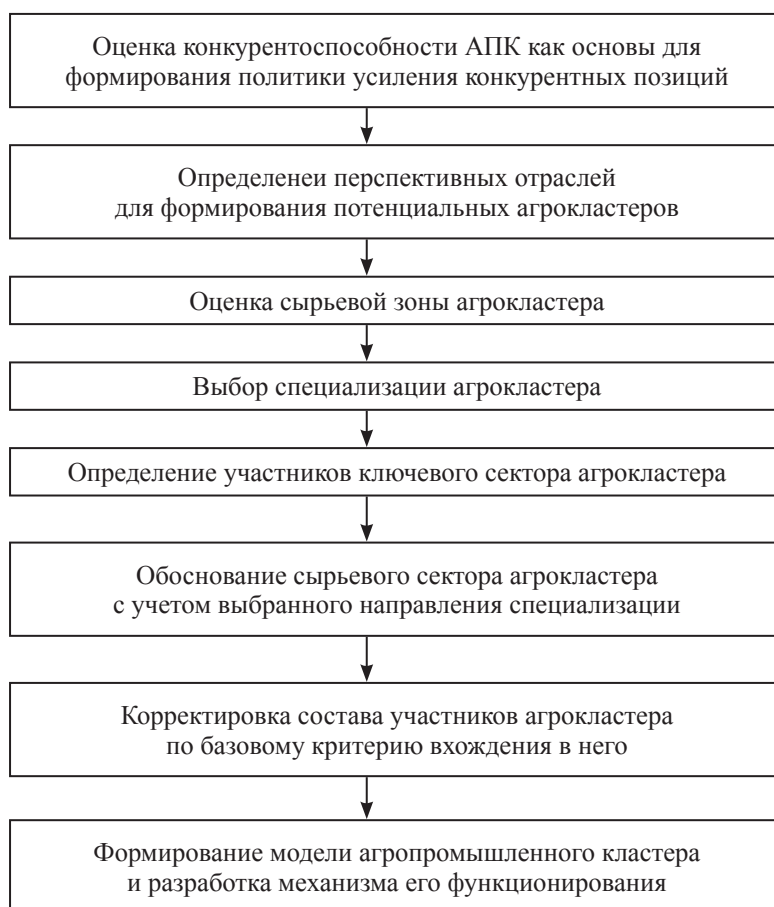 Оценка конкурентоспособности АПК как основы для
формирования политики усиления конкурентных позиций
Определенеи перспективных отраслей
для формирования потенциальных агрокластеров
Оценка сырьевой зоны агрокластера
Выбор специализации агрокластера
Определение участников ключевого сектора агрокластера
Обоснование сырьевого сектора агрокластера
с учетом выбранного направления специализации
Корректировка состава участников агрокластера
по базовому критерию вхождения в него
Формирование модели агропромышленного кластера
и разработка механизма его функционирования